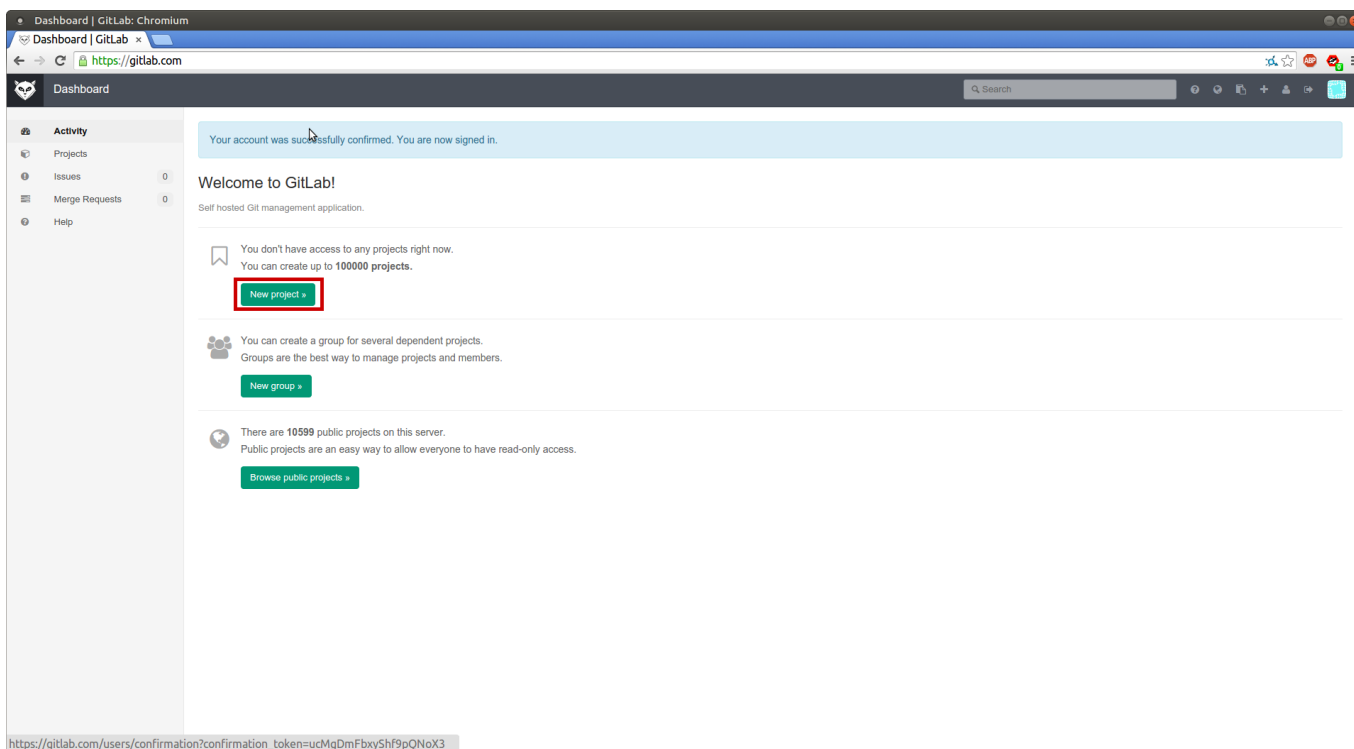 Dashboard | GitLab: Chromium
Dashboard | GitLab ×
https://gitlab.com
ABP
Dashboard
Search
Activity
Projects
Issues 0
Merge Requests 0
Help
Your account was successfully confirmed. You are now signed in.
Welcome to GitLab!
Self hosted Git management application.
You don't have access to any projects right now.
You can create up to 100000 projects.
New project »
You can create a group for several dependent projects.
Groups are the best way to manage projects and members.
New group »
There are 10599 public projects on this server.
Public projects are an easy way to allow everyone to have read-only access.
Browse public projects »
https://gitlab.com/users/confirmation?confirmation_token=ucMqDmFbxyShf9pQNoX3